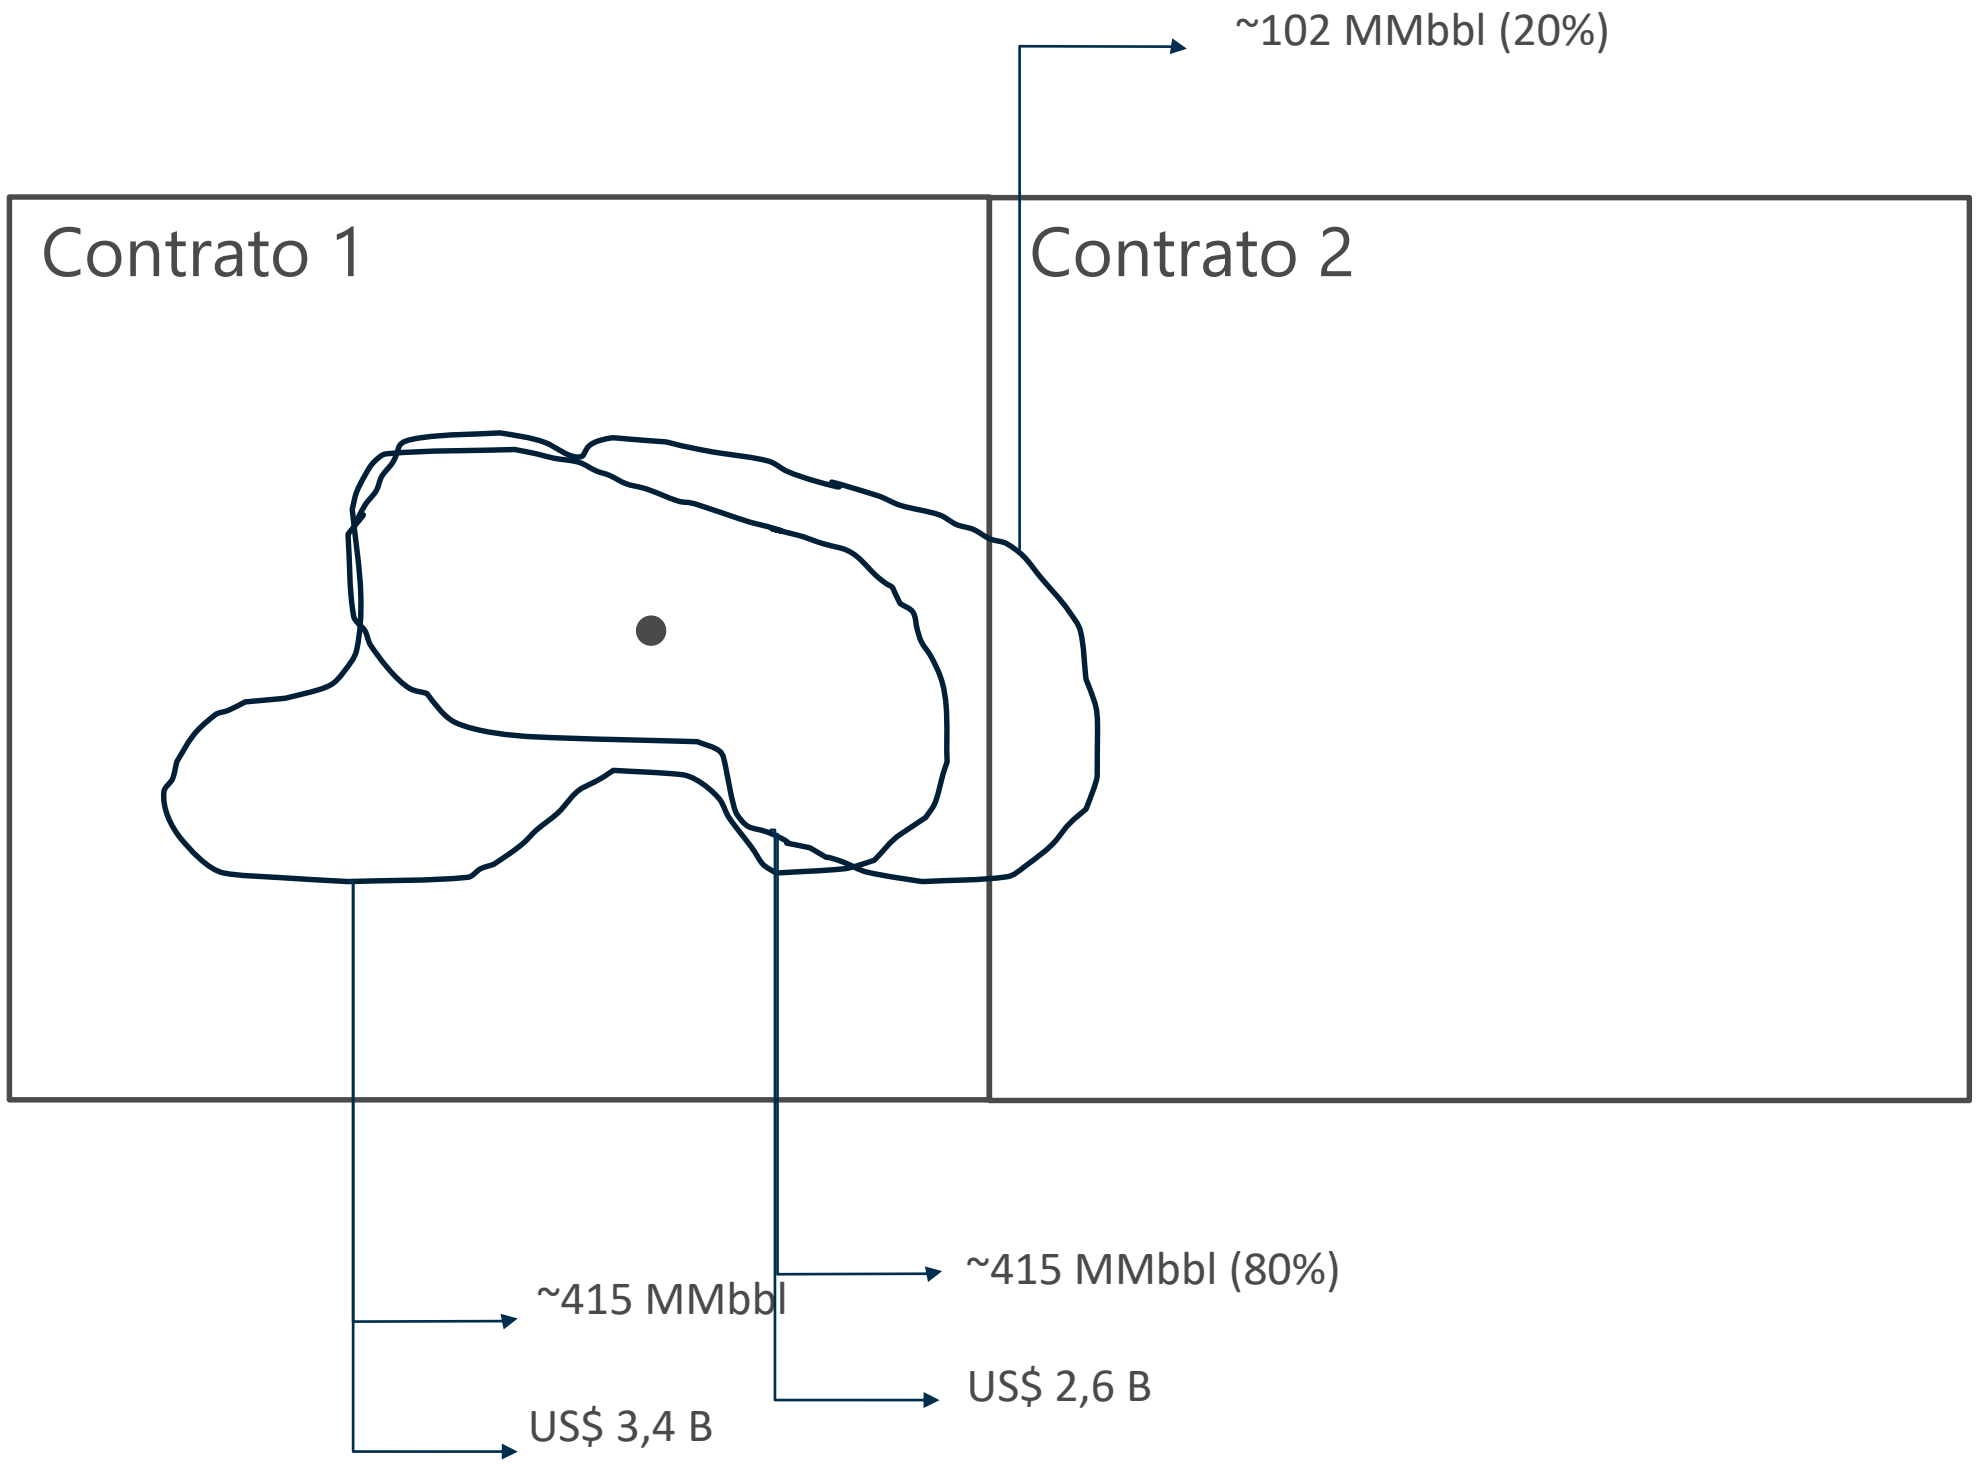 ~102 MMbbl (20%)
Contrato 1
Contrato 2
~415 MMbbl (80%)
~415 MMbbl
US$ 2,6 B
US$ 3,4 B